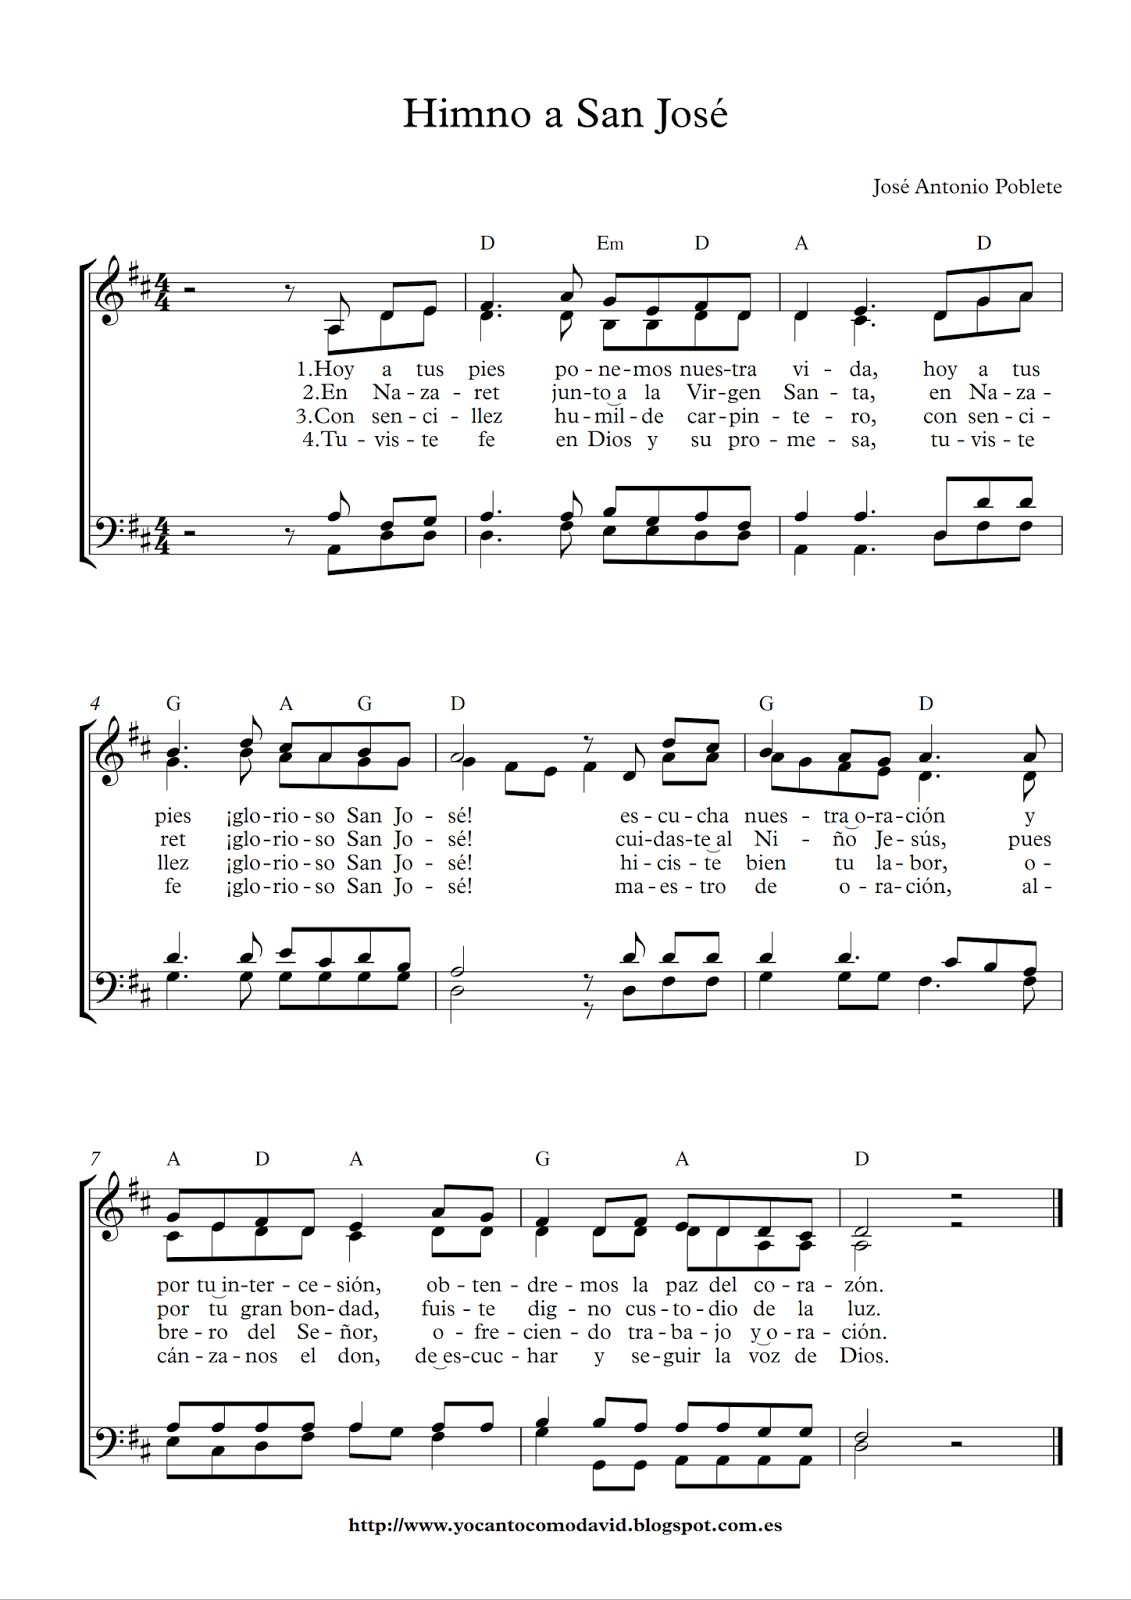 Himno a San José
José Antonio Poblete
D Em D A D
1.Hoy a tus pies po - ne - mos nues - tra vi - da, hoy a tus
2.En Na - za - ret jun - to a la Vir - gen San - ta, en Na - za -
3.Con sen - ci - llez hu - mil - de car - pin - te - ro, con sen - ci -
4.Tu - vis - te fe en Dios y su pro - me - sa, tu - vis - te
4 G A G D G D
pies ¡glo - rio - so San Jo - sé! es - cu - cha nues - tra o - ra - ción y
ret ¡glo - rio - so San Jo - sé! cui - das - te al Ni - ño Je - sús, pues
llez ¡glo - rio - so San Jo - sé! hi - cis - te bien tu la - bor, o -
fe ¡glo - rio - so San Jo - sé! ma - es - tro de o - ra - ción, al -
7 A D A G A D
por tu in - ter - ce - sión, ob - ten - dre - mos la paz del co - ra - zón.
por tu gran bon - dad, fuis - te dig - no cus - to - dio de la luz.
bre - ro del Se - ñor, o - fre - cien - do tra - ba - jo y o - ra - ción.
cán - za - nos el don, de es - cuc - har y se - guir la voz de Dios.
http://www.yocantocomodavid.blogspot.com.es